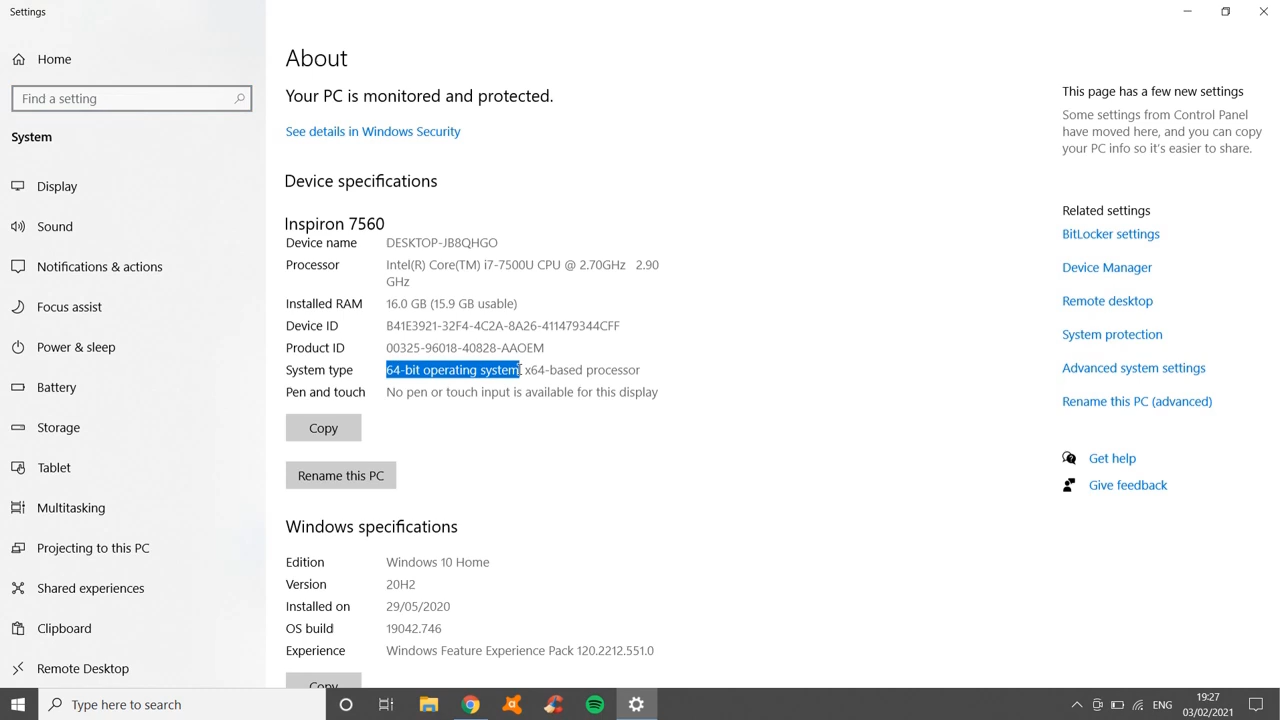 Settings
Home
Find a setting
System
Display
Sound
Notifications & actions
Focus assist
Power & sleep
Battery
Storage
Tablet
Multitasking
Projecting to this PC
Shared experiences
Clipboard
Remote Desktop
About
Your PC is monitored and protected.
See details in Windows Security
Device specifications
Inspiron 7560
Device name DESKTOP-JB8QHGO
Processor Intel(R) Core(TM) i7-7500U CPU @ 2.70GHz 2.90
GHz
Installed RAM 16.0 GB (15.9 GB usable)
Device ID B41E3921-32F4-4C2A-8A26-411479344CFF
Product ID 00325-96018-40828-AAOEM
System type 64-bit operating system, x64-based processor
Pen and touch No pen or touch input is available for this display
Copy
Rename this PC
Windows specifications
Edition Windows 10 Home
Version 20H2
Installed on 29/05/2020
OS build 19042.746
Experience Windows Feature Experience Pack 120.2212.551.0
Copy
This page has a few new settings
Some settings from Control Panel
have moved here, and you can copy
your PC info so it's easier to share.
Related settings
BitLocker settings
Device Manager
Remote desktop
System protection
Advanced system settings
Rename this PC (advanced)
Get help
Give feedback
Type here to search
ENG
19:27
03/02/2021